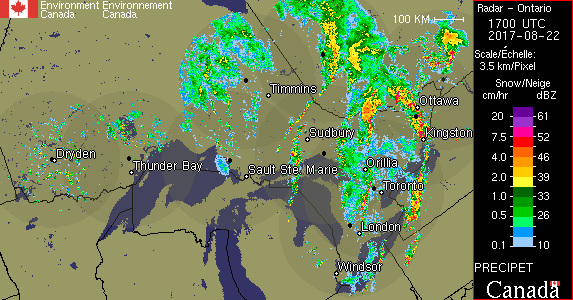 Environment Environnement
Canada Canada
100 KM
Timmins
Ottawa
Sudbury
Kingston
Dryden
Thunder Bay
Sault Ste. Marie
Orillia
Toronto
London
Windsor
Radar - Ontario
1700 UTC
2017-08-22
Scale/Échelle:
3.5 km/Pixel
Snow/Neige
cm/hr dBZ
20 61
7.5 57
5.0 52
4.0 46
2.0 39
1.0 33
0.5 26
0.1 10
PRECIPET
Canada